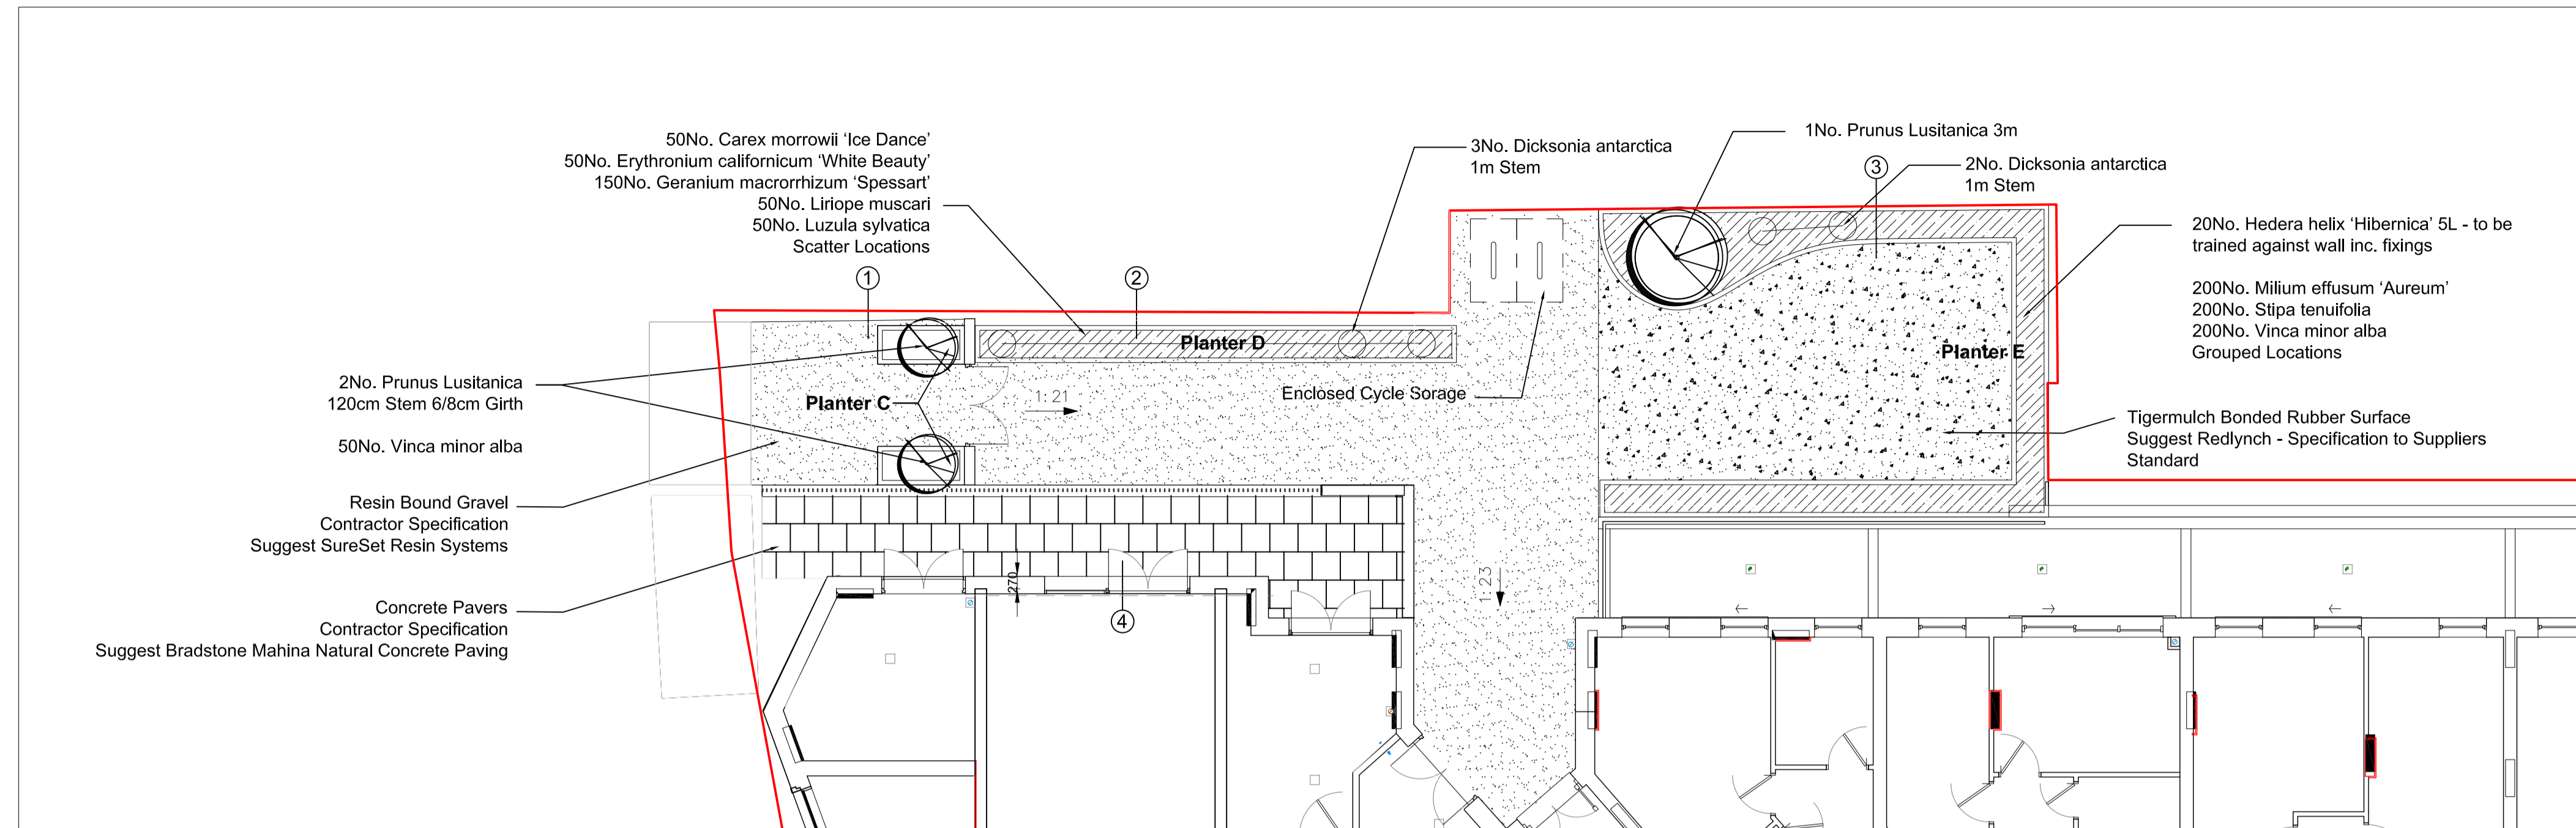 50No. Carex morrowii ‘Ice Dance’
50No. Erythronium californicum ‘White Beauty’
150No. Geranium macrorrhizum ‘Spessart’
50No. Liriope muscari
50No. Luzula sylvatica
Scatter Locations
1
2
3No. Dicksonia antarctica
1m Stem
1No. Prunus Lusitanica 3m
3
2No. Dicksonia antarctica
1m Stem
20No. Hedera helix ‘Hibernica’ 5L - to be
trained against wall inc. fixings
200No. Milium effusum ‘Aureum’
200No. Stipa tenuifolia
200No. Vinca minor alba
Grouped Locations
Planter D
Planter E
2No. Prunus Lusitanica
120cm Stem 6/8cm Girth
50No. Vinca minor alba
Planter C
1:21
Enclosed Cycle Sorage
Tigermulch Bonded Rubber Surface
Suggest Redlynch - Specification to Suppliers
Standard
Resin Bound Gravel
Contractor Specification
Suggest SureSet Resin Systems
Concrete Pavers
Contractor Specification
Suggest Bradstone Mahina Natural Concrete Paving
270
4
1:23